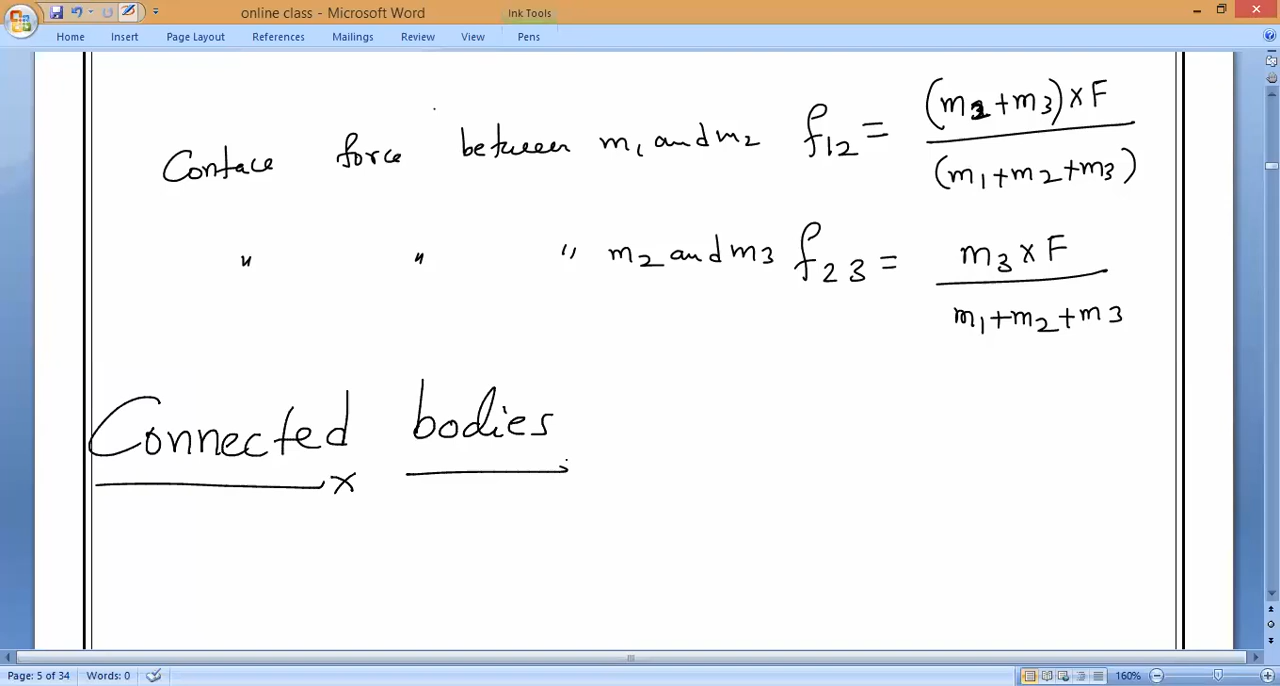 online class - Microsoft Word
Ink Tools
Home Insert Page Layout References Mailings Review View Pens
Contace force between m₁ and m₂ f₁₂ = (m₂+m₃)×F / (m₁+m₂+m₃)
" " " m₂ and m₃ f₂₃ = m₃×F / m₁+m₂+m₃
Connected bodies
Page: 5 of 34 Words: 0 160%